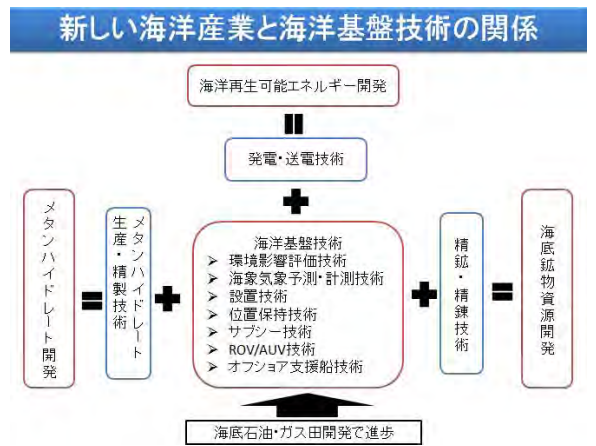 新しい海洋産業と海洋基盤技術の関係
海洋再生可能エネルギー開発
発電・送電技術
メタンハイドレート開発
メタンハイドレート
生産・精製技術
海洋基盤技術
➤ 環境影響評価技術
➤ 海象気象予測・計測技術
➤ 設置技術
➤ 位置保持技術
➤ サブシー技術
➤ ROV/AUV技術
➤ オフショア支援船技術
精鉱・精錬技術
海底鉱物資源開発
海底石油・ガス田開発で進歩